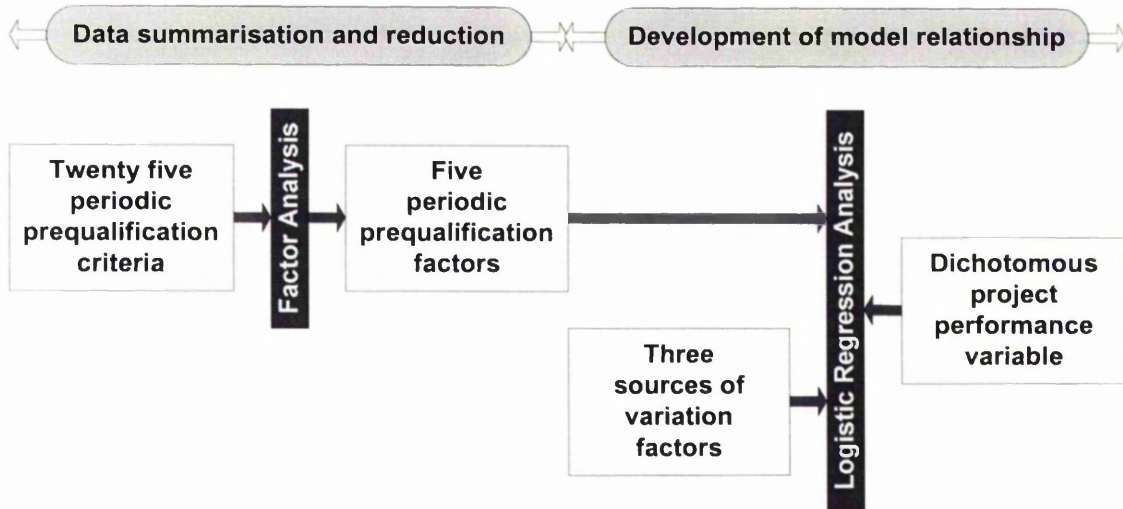 Data summarisation and reduction
Development of model relationship
Twenty five
periodic
prequalification
criteria
Factor Analysis
Five
periodic
prequalification
factors
Three
sources of
variation
factors
Logistic Regression Analysis
Dichotomous
project
performance
variable